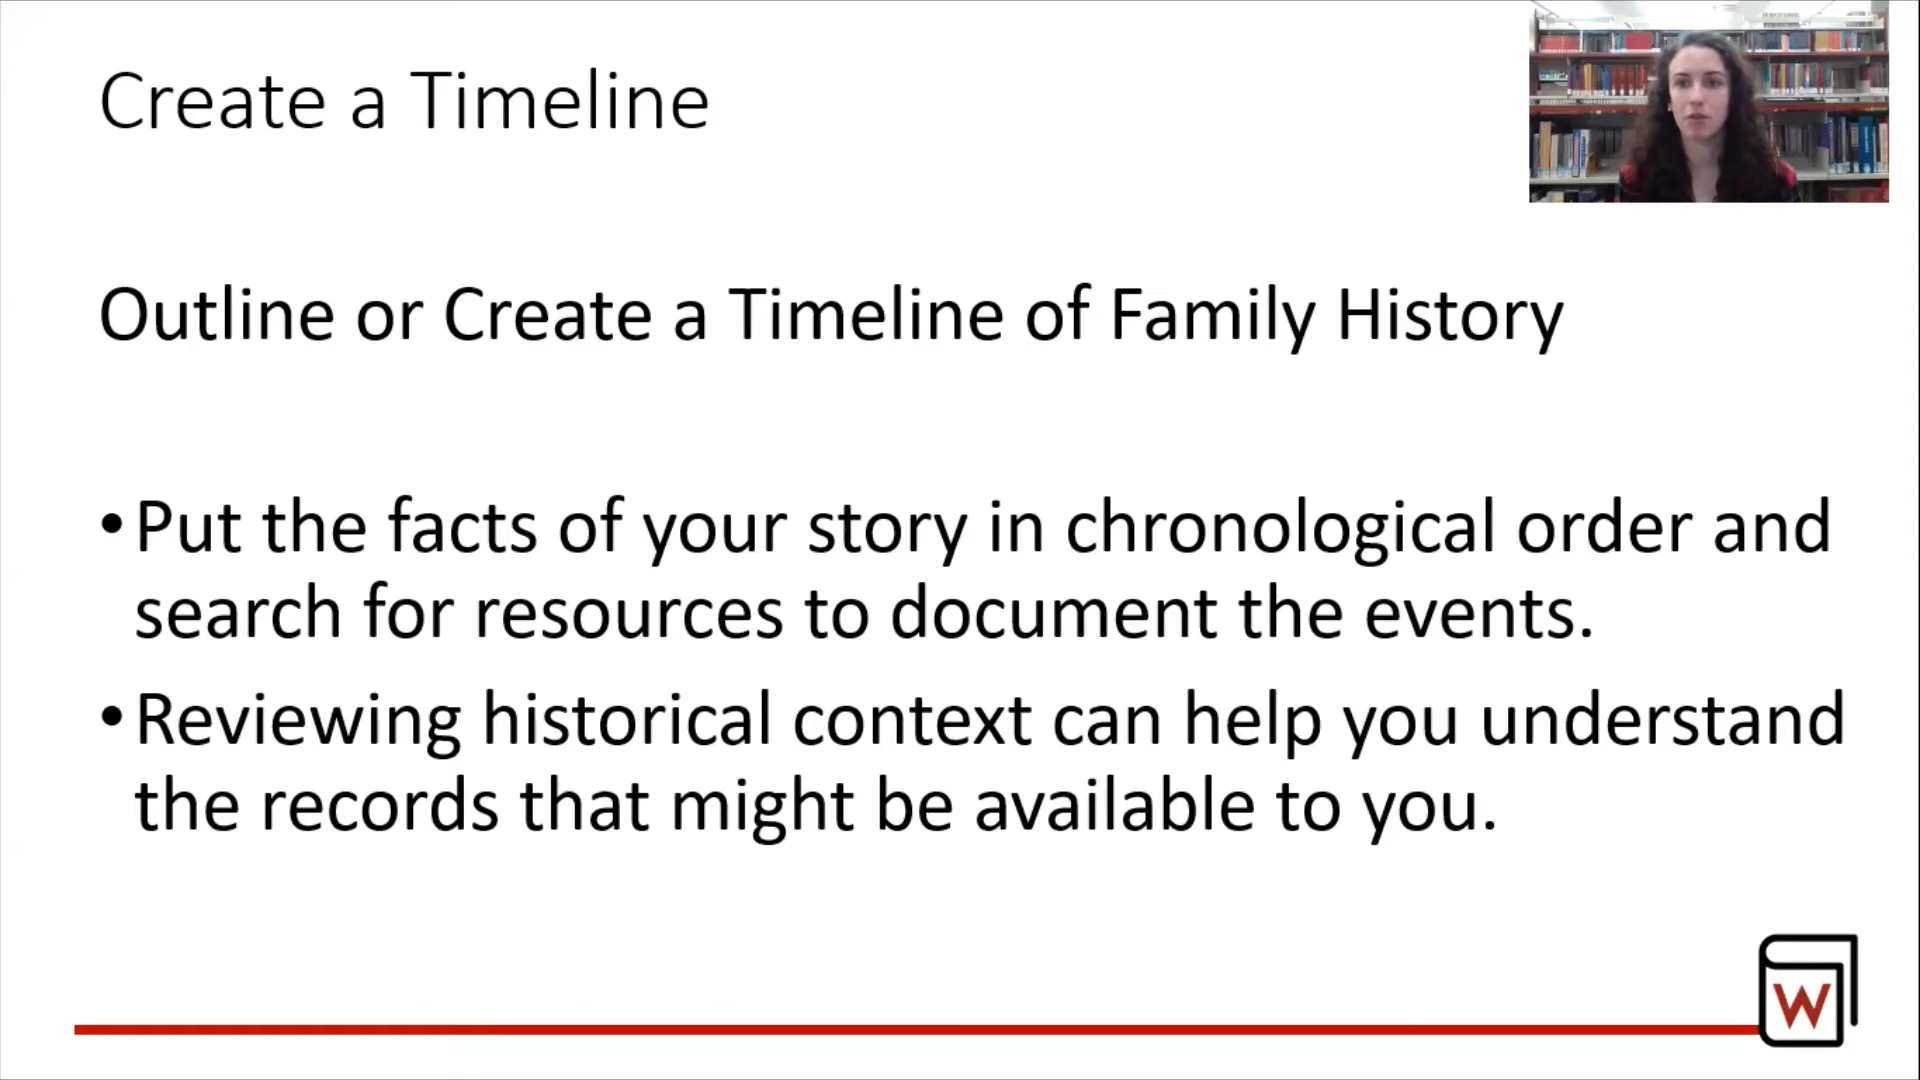 Create a Timeline
Outline or Create a Timeline of Family History
•Put the facts of your story in chronological order and
search for resources to document the events.
•Reviewing historical context can help you understand
the records that might be available to you.
W